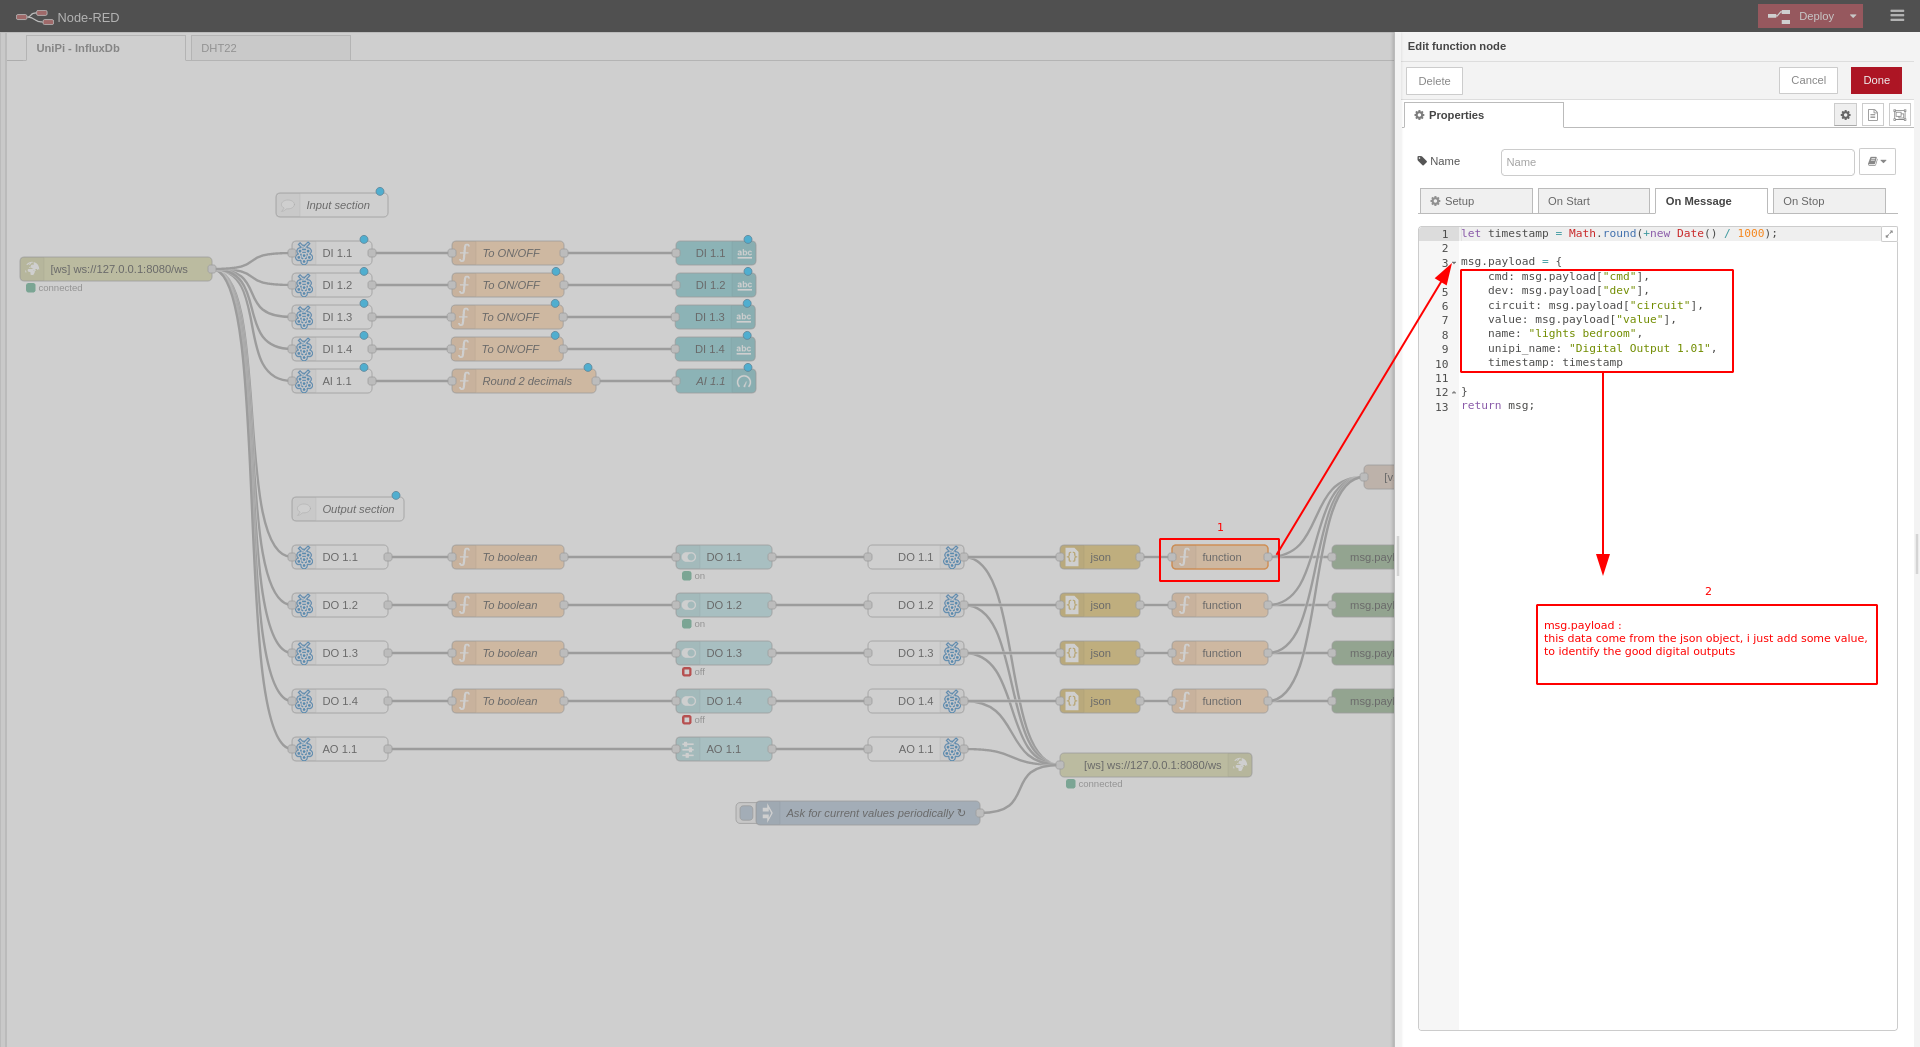 Node-RED
Deploy
UniPi - InfluxDb
DHT22
Input section
[ws] ws://127.0.0.1:8080/ws
connected
DI 1.1
To ON/OFF
DI 1.1
abc
DI 1.2
To ON/OFF
DI 1.2
abc
DI 1.3
To ON/OFF
DI 1.3
abc
DI 1.4
To ON/OFF
DI 1.4
abc
AI 1.1
Round 2 decimals
AI 1.1
Output section
DO 1.1
To boolean
DO 1.1
on
DO 1.1
json
1
function
msg.payl
[v
DO 1.2
To boolean
DO 1.2
on
DO 1.2
json
function
msg.payl
DO 1.3
To boolean
DO 1.3
off
DO 1.3
json
function
msg.payl
DO 1.4
To boolean
DO 1.4
off
DO 1.4
json
function
msg.payl
AO 1.1
AO 1.1
AO 1.1
[ws] ws://127.0.0.1:8080/ws
connected
Ask for current values periodically ↻
Edit function node
Delete
Cancel
Done
Properties
Name
Name
Setup
On Start
On Message
On Stop
1 let timestamp = Math.round(+new Date() / 1000);
2
3 msg.payload = {
cmd: msg.payload["cmd"],
5 dev: msg.payload["dev"],
6 circuit: msg.payload["circuit"],
7 value: msg.payload["value"],
8 name: "lights bedroom",
9 unipi_name: "Digital Output 1.01",
10 timestamp: timestamp
11
12 }
13 return msg;
2
msg.payload :
this data come from the json object, i just add some value,
to identify the good digital outputs